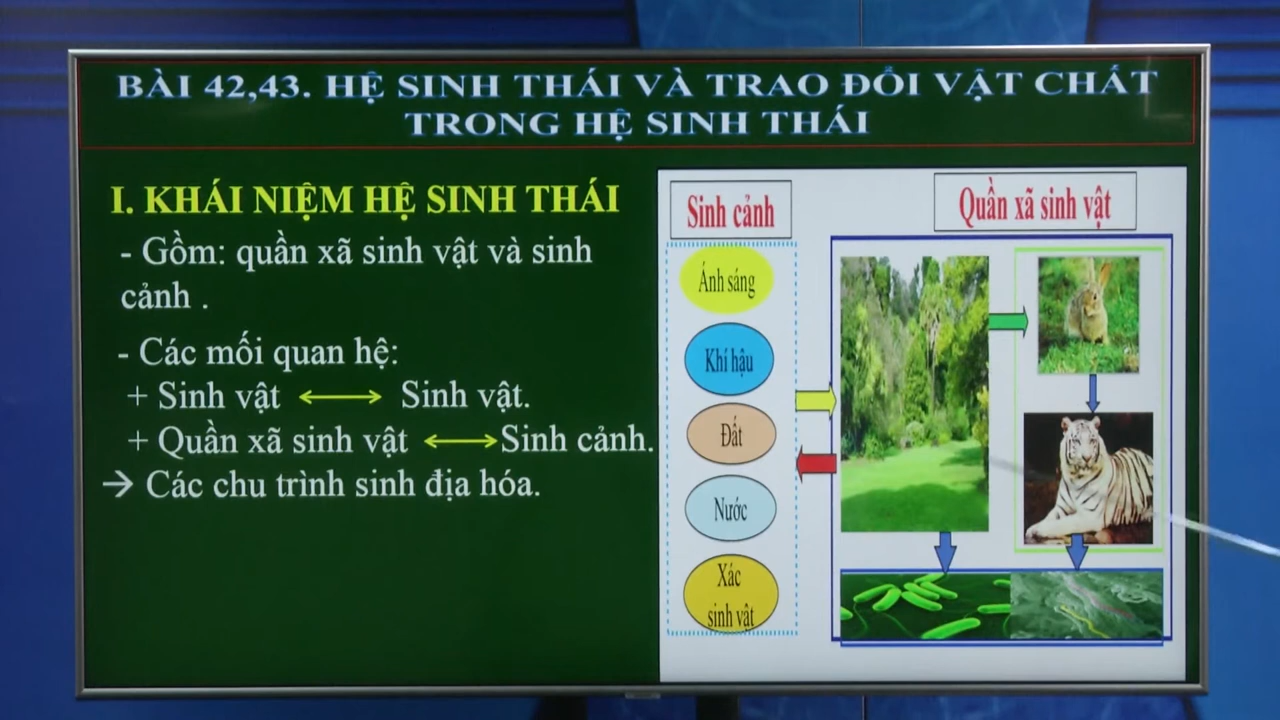 BÀI 42,43. HỆ SINH THÁI VÀ TRAO ĐỔI VẬT CHẤT
TRONG HỆ SINH THÁI
I. KHÁI NIỆM HỆ SINH THÁI
- Gồm: quần xã sinh vật và sinh
cảnh .
- Các mối quan hệ:
+ Sinh vật ⟷ Sinh vật.
+ Quần xã sinh vật ⟷ Sinh cảnh.
→ Các chu trình sinh địa hóa.
Sinh cảnh
Quần xã sinh vật
Ánh sáng
Khí hậu
Đất
Nước
Xác
sinh vật